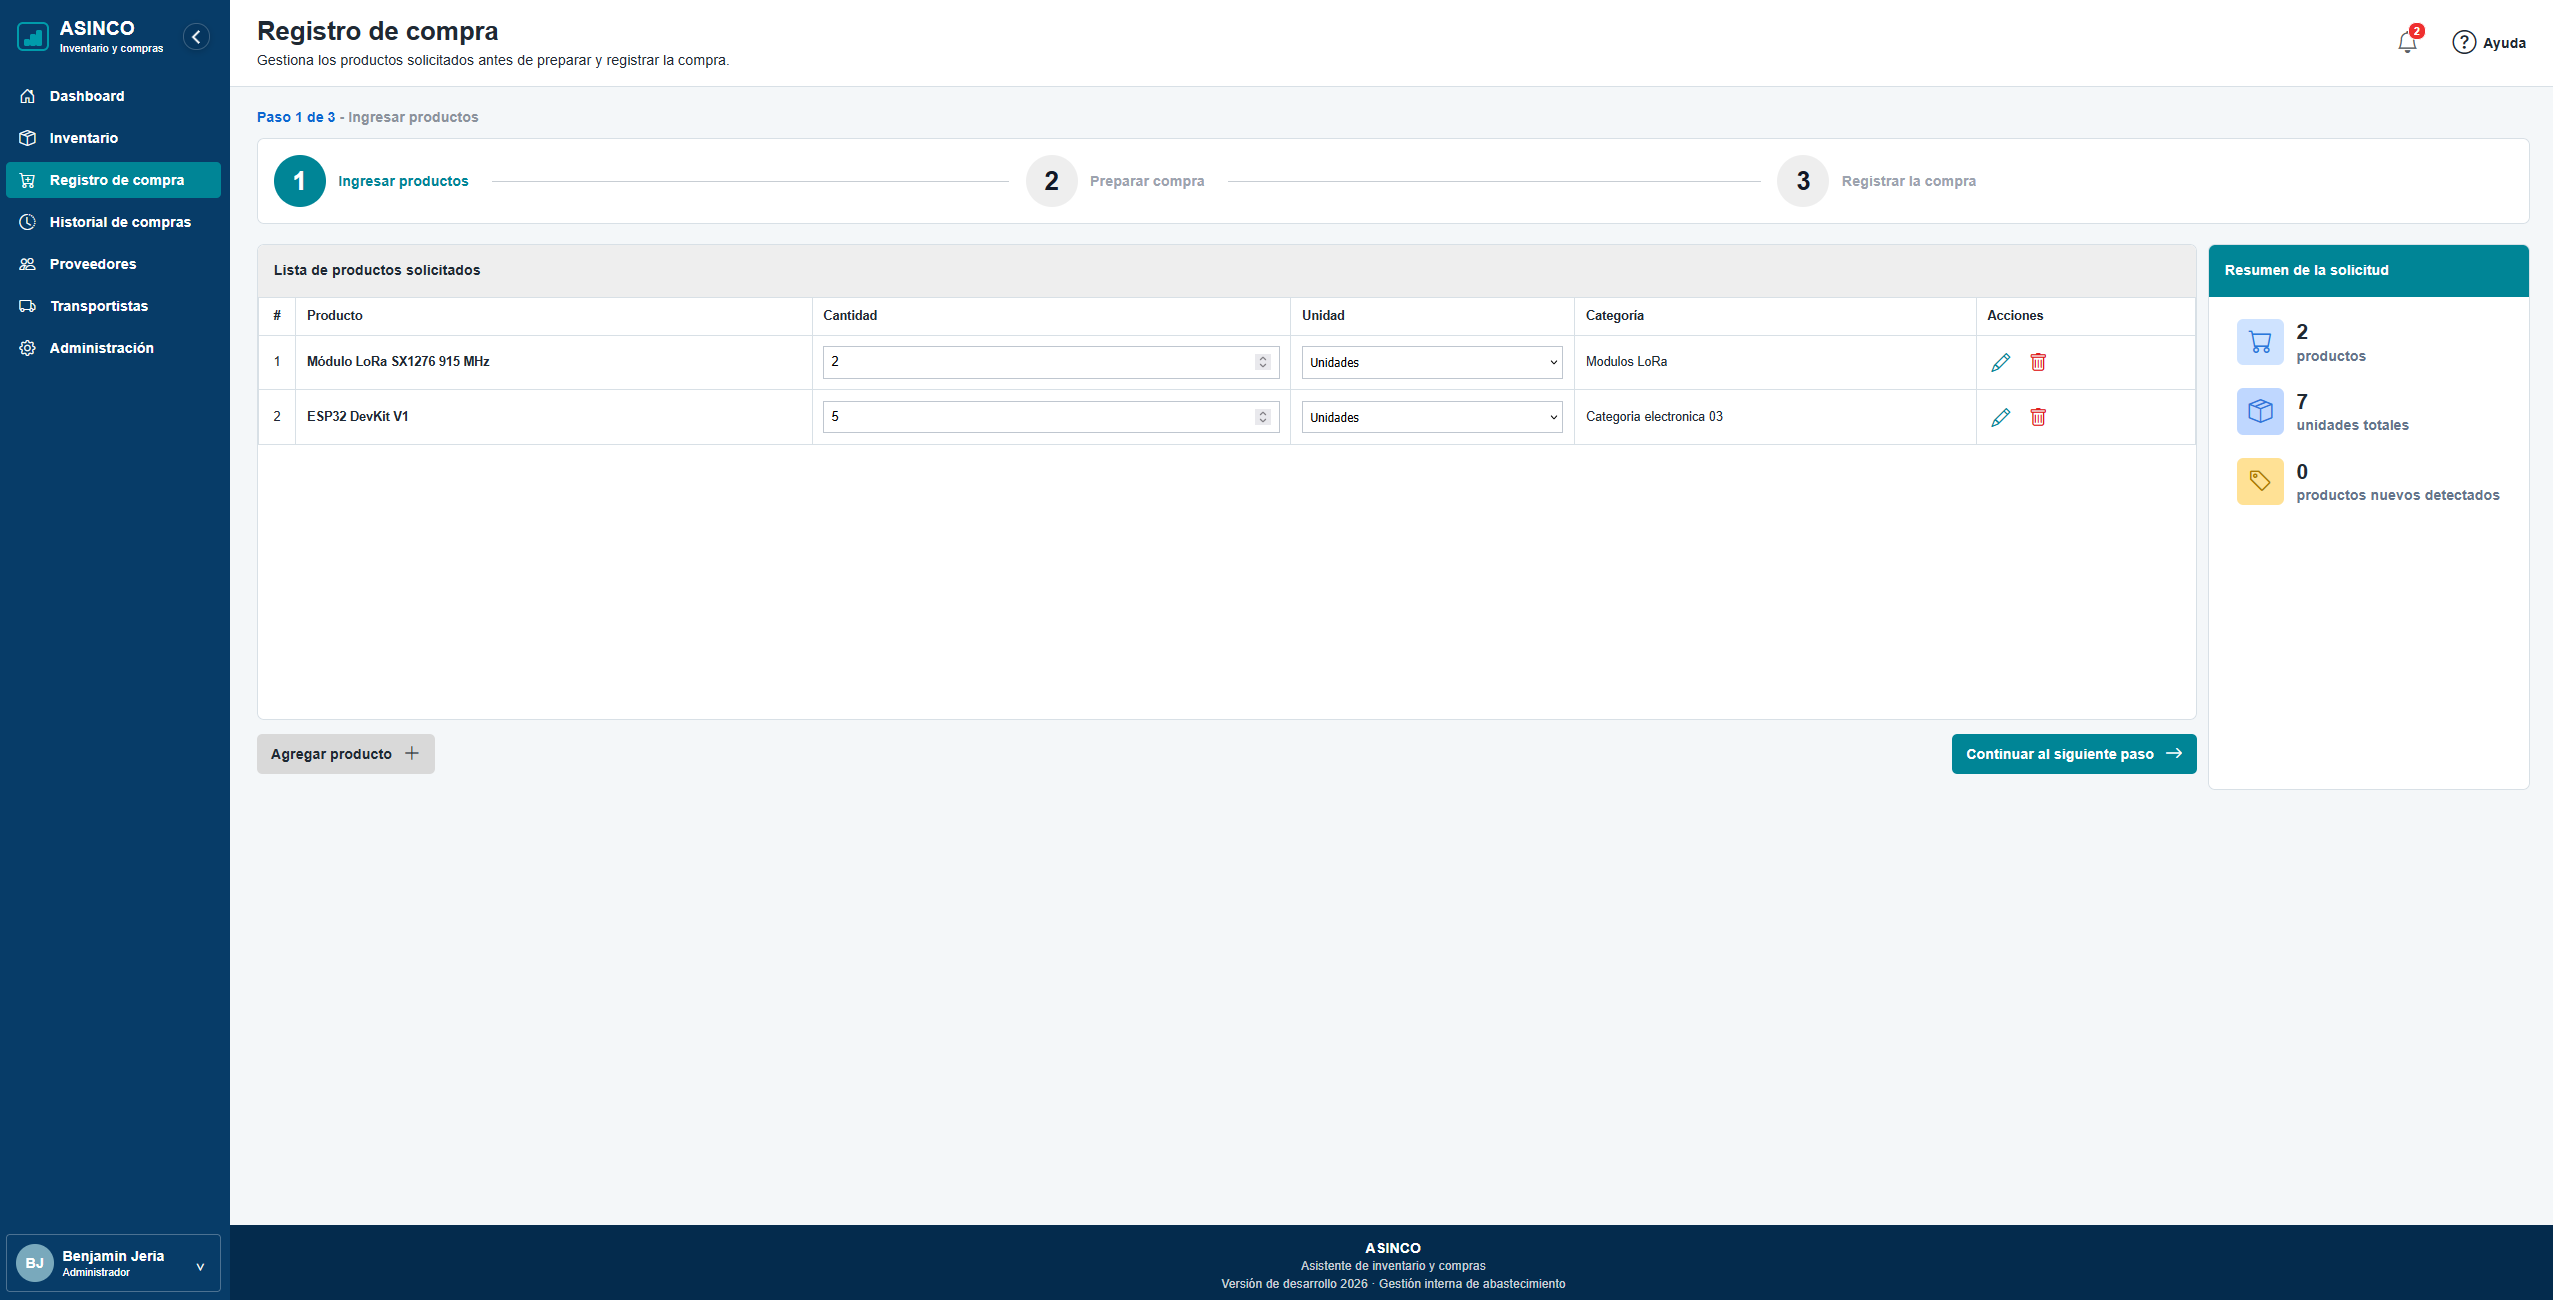 ASINCO
Inventario y compras
Dashboard
Inventario
Registro de compra
Historial de compras
Proveedores
Transportistas
Administración
BJ
Benjamin Jeria
Administrador
Registro de compra
Gestiona los productos solicitados antes de preparar y registrar la compra.
2
? Ayuda
Paso 1 de 3 - Ingresar productos
1 Ingresar productos
2 Preparar compra
3 Registrar la compra
Lista de productos solicitados
# Producto Cantidad Unidad Categoría Acciones
1 Módulo LoRa SX1276 915 MHz 2 Unidades Modulos LoRa
2 ESP32 DevKit V1 5 Unidades Categoria electronica 03
Agregar producto +
Continuar al siguiente paso →
Resumen de la solicitud
2
productos
7
unidades totales
0
productos nuevos detectados
ASINCO
Asistente de inventario y compras
Versión de desarrollo 2026 · Gestión interna de abastecimiento